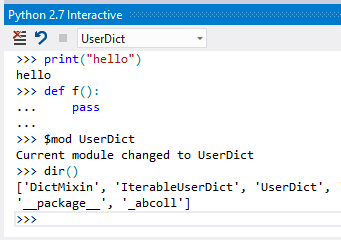 Python 2.7 Interactive
UserDict
>>> print("hello")
hello
>>> def f():
...     pass
...
>>> $mod UserDict
Current module changed to UserDict
>>> dir()
['DictMixin', 'IterableUserDict', 'UserDict', '
'__package__', '_abcoll']
>>>